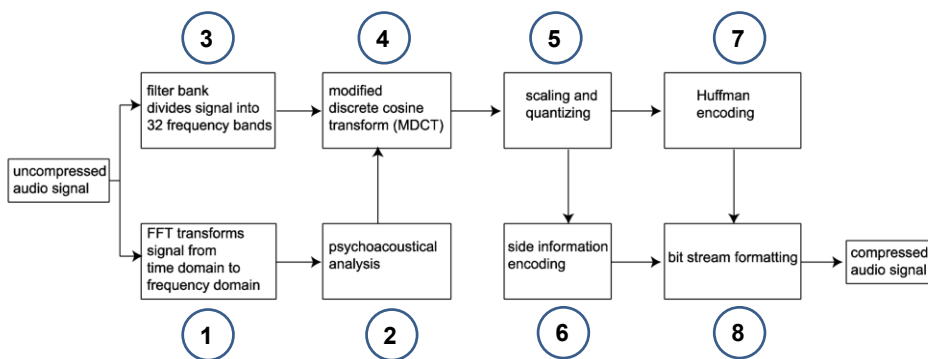 3
4
5
7
filter bank
divides signal into
32 frequency bands
modified
discrete cosine
transform (MDCT)
scaling and
quantizing
Huffman
encoding
uncompressed
audio signal
FFT transforms
signal from
time domain to
frequency domain
psychoacoustical
analysis
side information
encoding
bit stream formatting
compressed
audio signal
1
2
6
8